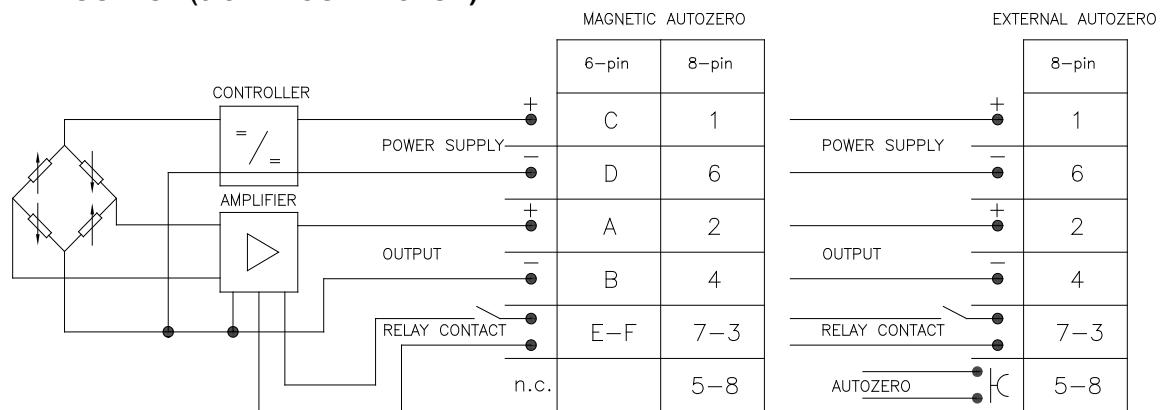 MAGNETIC AUTOZERO
EXTERNAL AUTOZERO
6-pin 8-pin 8-pin
CONTROLLER
= / =
+ C 1 + 1
POWER SUPPLY POWER SUPPLY
- D 6 - 6
AMPLIFIER
+ A 2 + 2
OUTPUT OUTPUT
- B 4 - 4
RELAY CONTACT E-F 7-3 RELAY CONTACT 7-3
n.c. 5-8 AUTOZERO 5-8